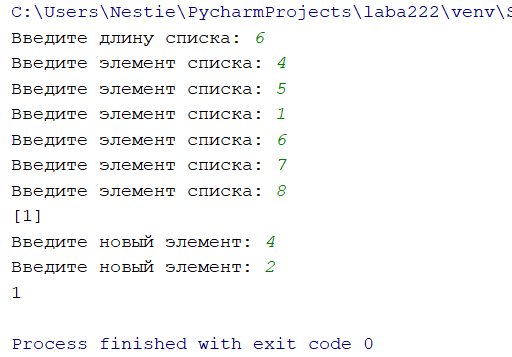 C:\Users\Nestie\PycharmProjects\laba222\venv\S
Введите длину списка: 6
Введите элемент списка: 4
Введите элемент списка: 5
Введите элемент списка: 1
Введите элемент списка: 6
Введите элемент списка: 7
Введите элемент списка: 8
[1]
Введите новый элемент: 4
Введите новый элемент: 2
1
Process finished with exit code 0